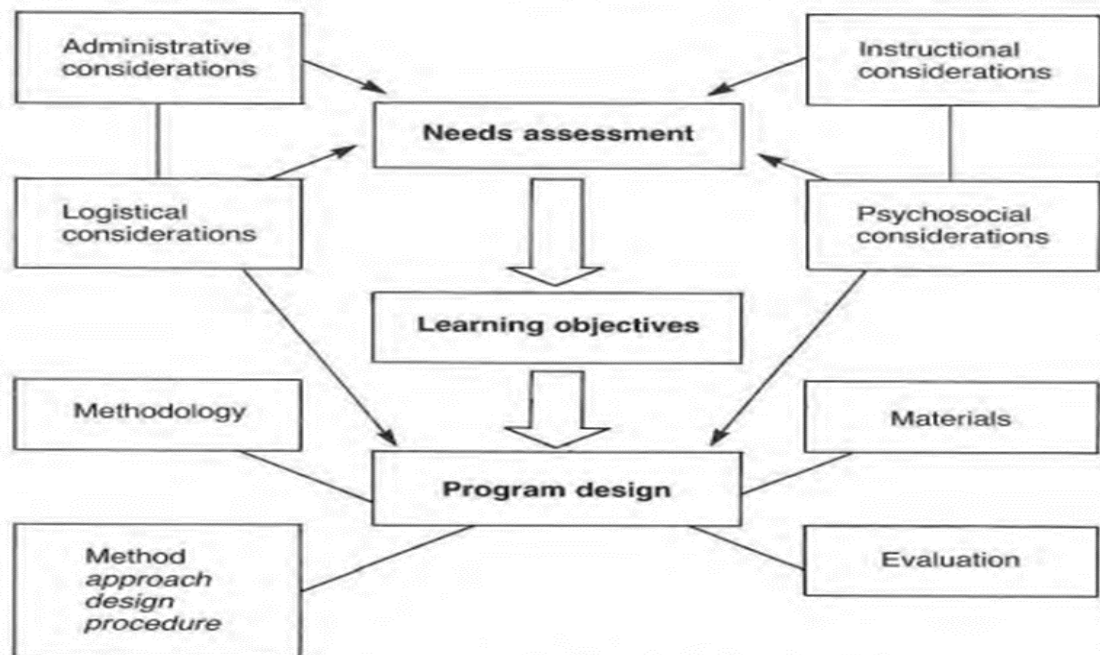 Administrative
considerations
Instructional
considerations
Needs assessment
Logistical
considerations
Psychosocial
considerations
Learning objectives
Methodology
Materials
Program design
Method
approach
design
procedure
Evaluation